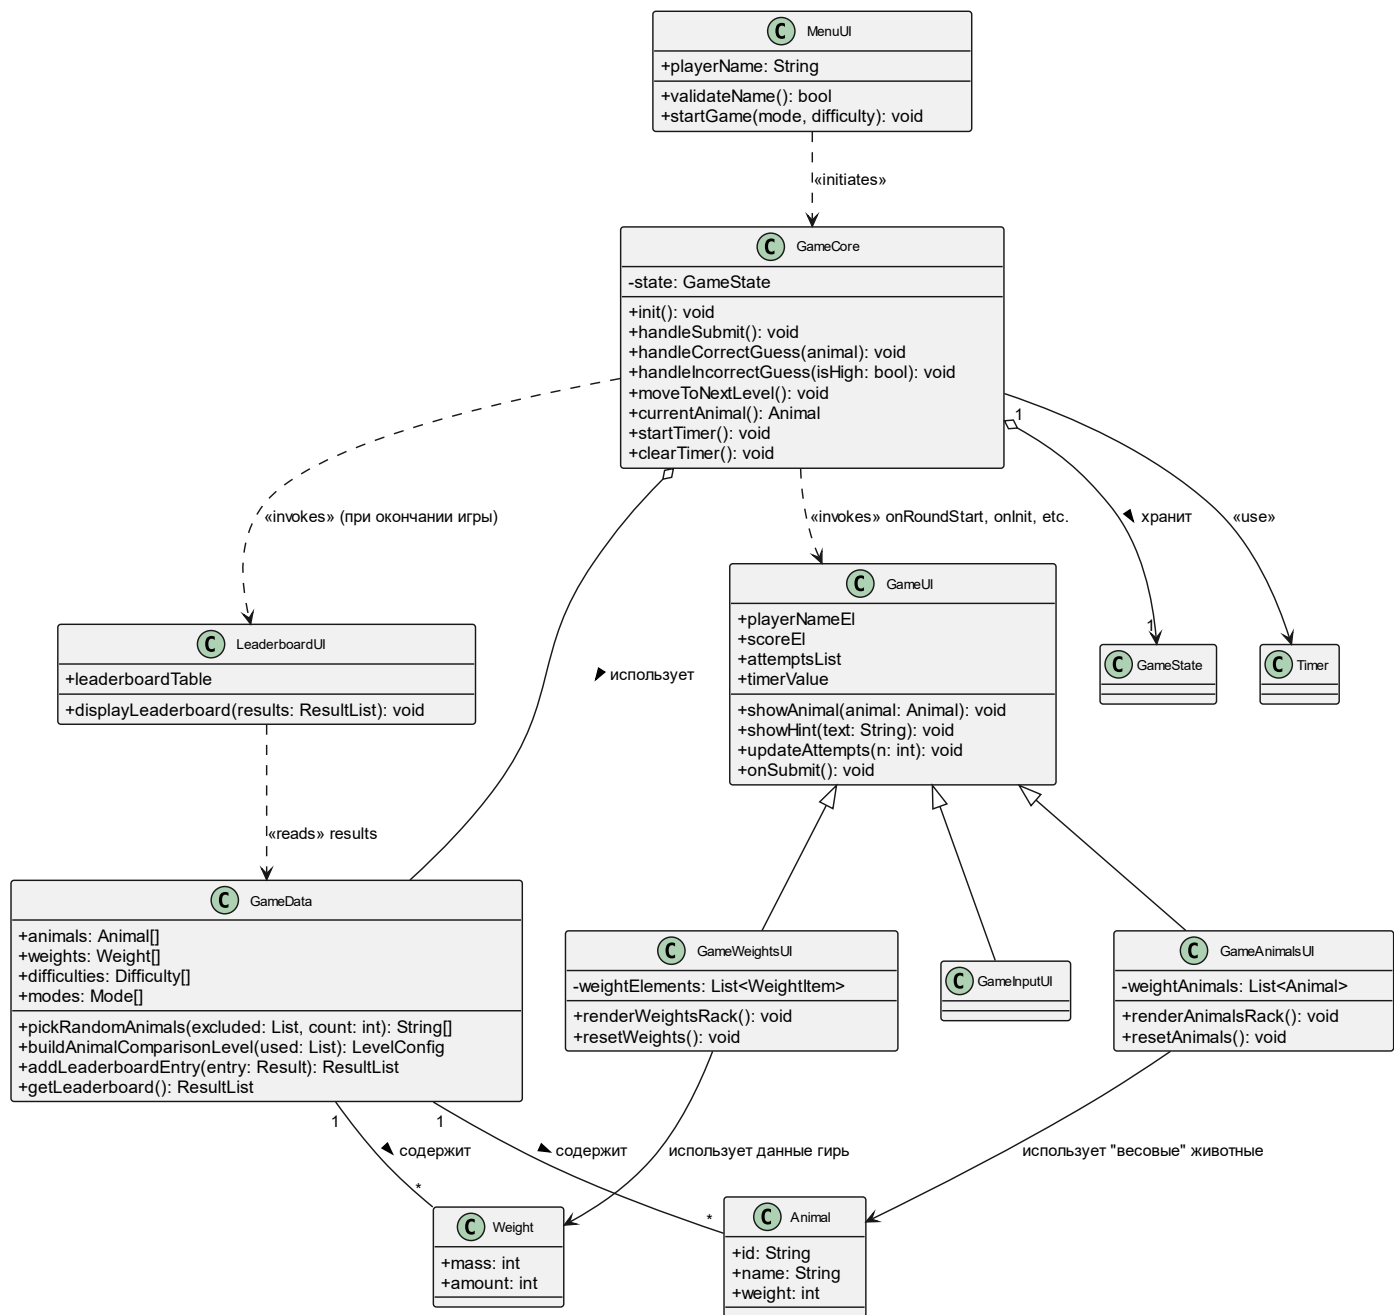 C MenuUI
+playerName: String
+validateName(): bool
+startGame(mode, difficulty): void
«initiates»
C GameCore
-state: GameState
+init(): void
+handleSubmit(): void
+handleCorrectGuess(animal): void
+handleIncorrectGuess(isHigh: bool): void
+moveToNextLevel(): void
+currentAnimal(): Animal
+startTimer(): void
+clearTimer(): void
1
«invokes» (при окончании игры)
«invokes» onRoundStart, onInit, etc.
хранит
«use»
1
C LeaderboardUI
+leaderboardTable
+displayLeaderboard(results: ResultList): void
использует
C GameUI
+playerNameEl
+scoreEl
+attemptsList
+timerValue
+showAnimal(animal: Animal): void
+showHint(text: String): void
+updateAttempts(n: int): void
+onSubmit(): void
C GameState
C Timer
«reads» results
C GameData
+animals: Animal[]
+weights: Weight[]
+difficulties: Difficulty[]
+modes: Mode[]
+pickRandomAnimals(excluded: List, count: int): String[]
+buildAnimalComparisonLevel(used: List): LevelConfig
+addLeaderboardEntry(entry: Result): ResultList
+getLeaderboard(): ResultList
C GameWeightsUI
-weightElements: List<WeightItem>
+renderWeightsRack(): void
+resetWeights(): void
C GameInputUI
C GameAnimalsUI
-weightAnimals: List<Animal>
+renderAnimalsRack(): void
+resetAnimals(): void
1
1
содержит
содержит
использует данные гирь
использует "весовые" животные
*
*
C Weight
+mass: int
+amount: int
C Animal
+id: String
+name: String
+weight: int